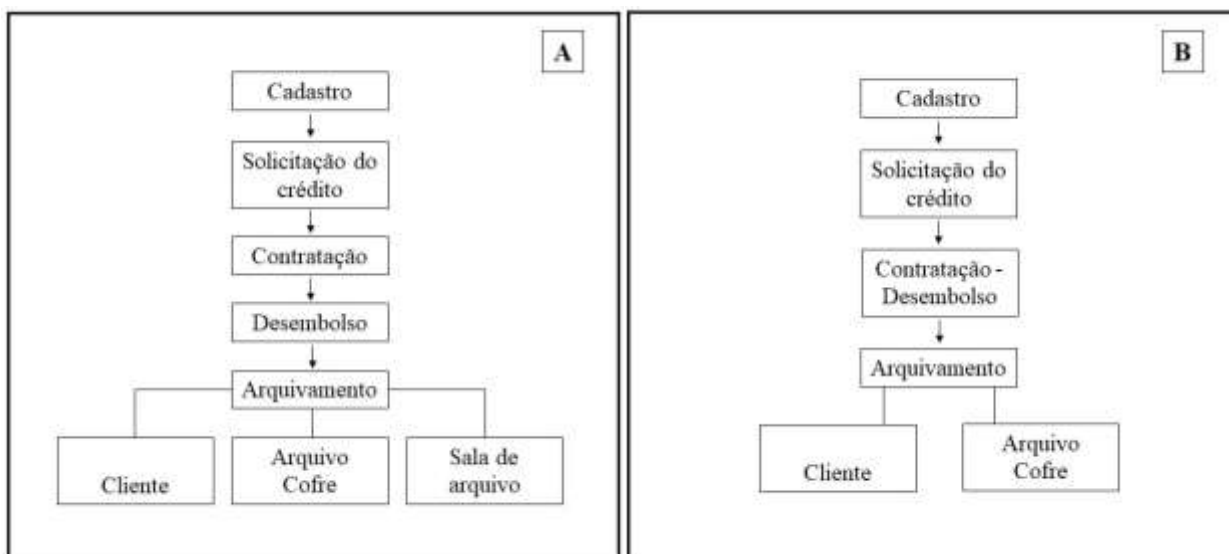 A
Cadastro
Solicitação do
crédito
Contratação
Desembolso
Arquivamento
Cliente
Arquivo
Cofre
Sala de
arquivo
B
Cadastro
Solicitação do
crédito
Contratação -
Desembolso
Arquivamento
Cliente
Arquivo
Cofre